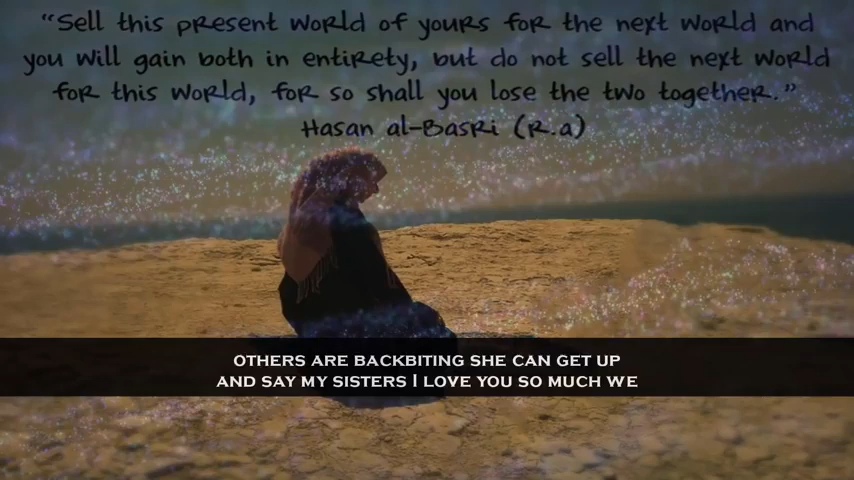 “Sell this present world of yours for the next world and
you will gain both in entirety, but do not sell the next world
for this world, for so shall you lose the two together.”
Hasan al-Basri (R.a)
OTHERS ARE BACKBITING SHE CAN GET UP
AND SAY MY SISTERS I LOVE YOU SO MUCH WE